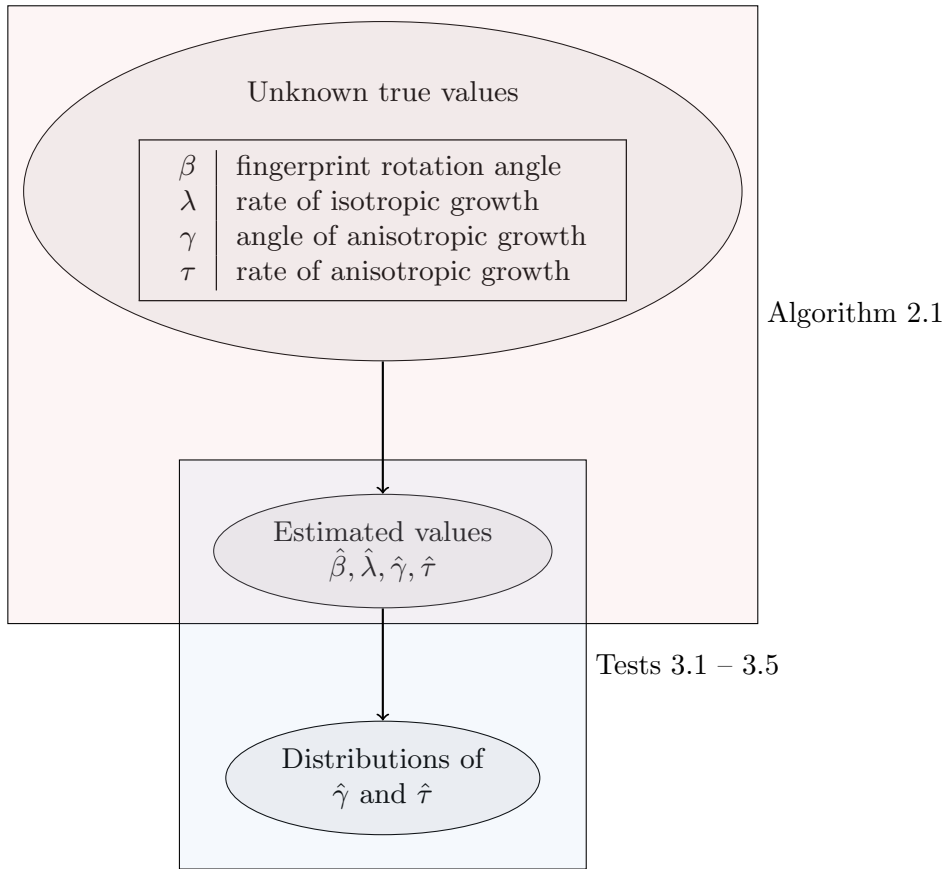 Unknown true values
β fingerprint rotation angle
λ rate of isotropic growth
γ angle of anisotropic growth
τ rate of anisotropic growth
Algorithm 2.1
Estimated values
β̂, λ̂, γ̂, τ̂
Tests 3.1 – 3.5
Distributions of
γ̂ and τ̂